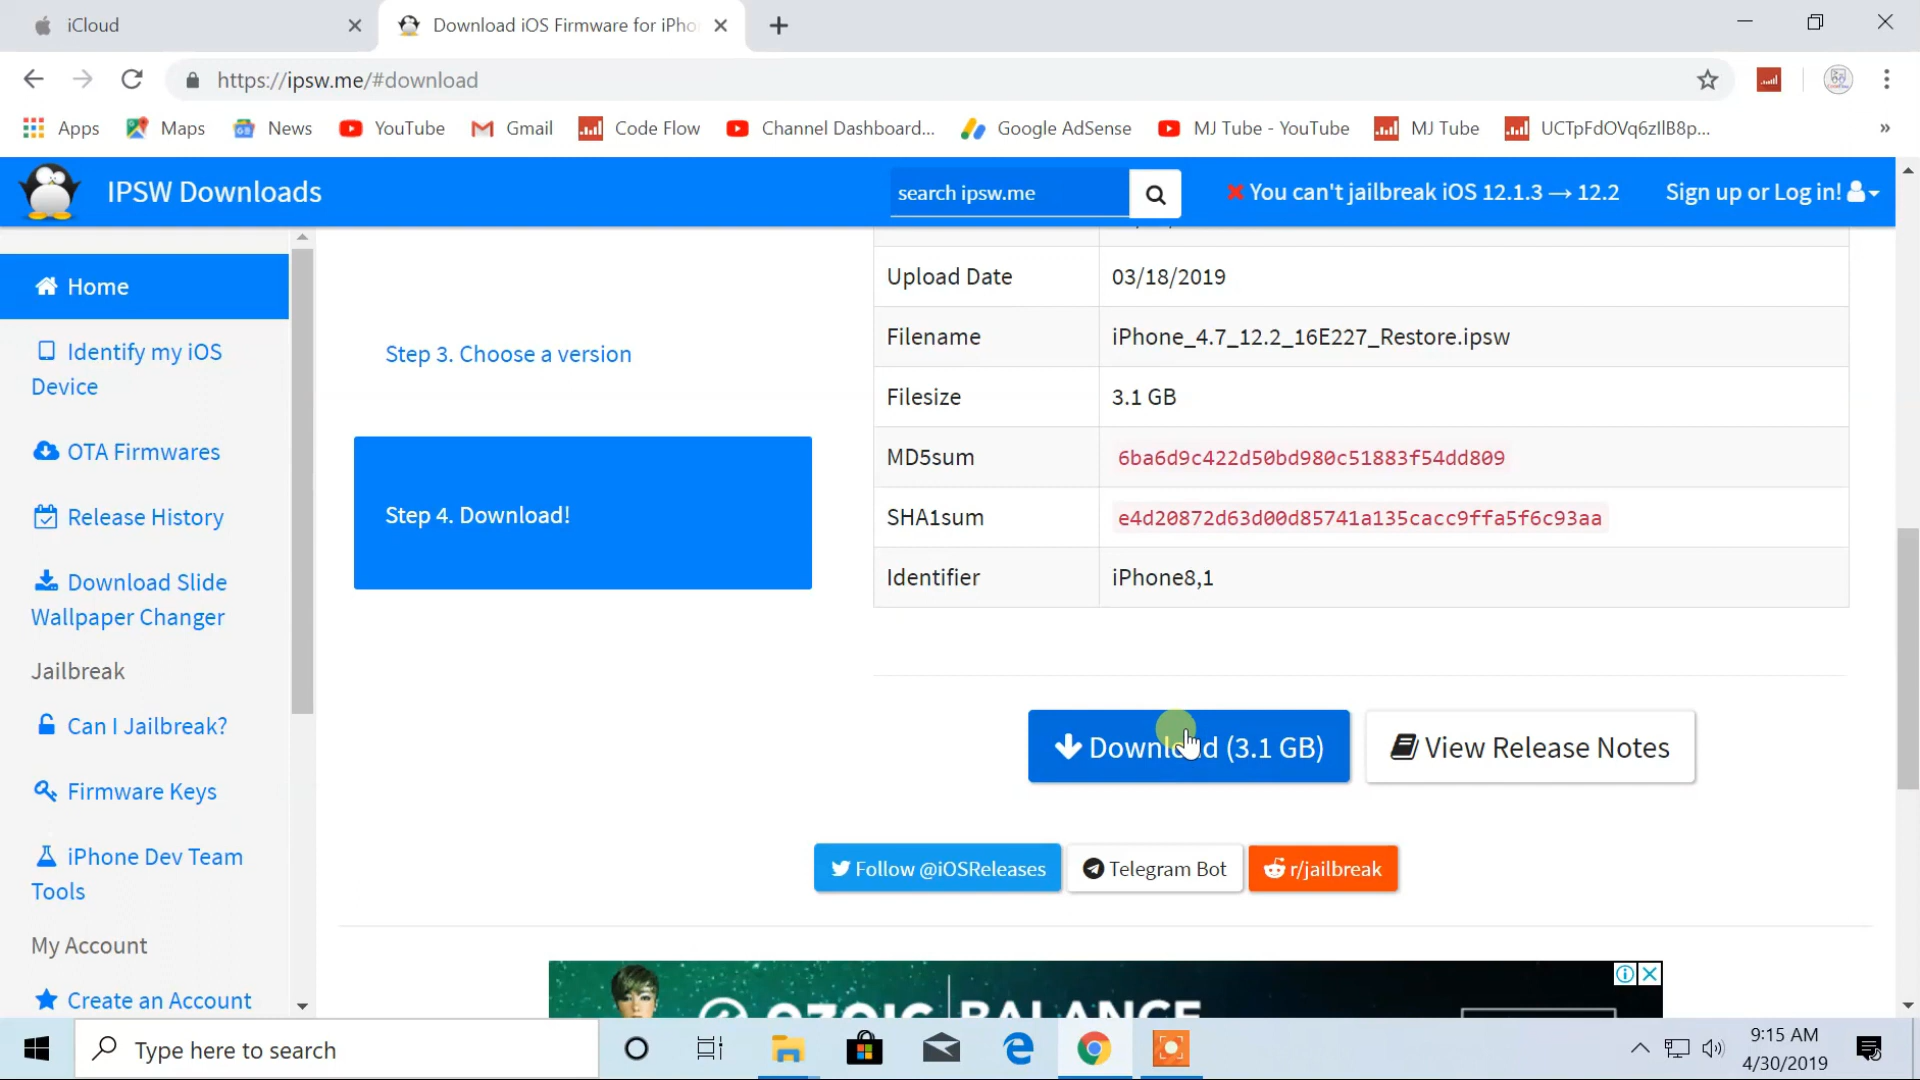 iCloud
Download iOS Firmware for iPho
https://ipsw.me/#download
Apps
Maps
News
YouTube
Gmail
Code Flow
Channel Dashboard...
Google AdSense
MJ Tube - YouTube
MJ Tube
UCTpFdOVq6zIlB8p...
»
IPSW Downloads
search ipsw.me
You can't jailbreak iOS 12.1.3 → 12.2
Sign up or Log in!
Home
Identify my iOS
Device
OTA Firmwares
Release History
Download Slide
Wallpaper Changer
Jailbreak
Can I Jailbreak?
Firmware Keys
iPhone Dev Team
Tools
My Account
Create an Account
Step 3. Choose a version
Step 4. Download!
Upload Date 03/18/2019
Filename iPhone_4.7_12.2_16E227_Restore.ipsw
Filesize 3.1 GB
MD5sum 6ba6d9c422d50bd980c51883f54dd809
SHA1sum e4d20872d63d00d85741a135cacc9ffa5f6c93aa
Identifier iPhone8,1
Download (3.1 GB)
View Release Notes
Follow @iOSReleases
Telegram Bot
r/jailbreak
BALANCE
Type here to search
9:15 AM
4/30/2019